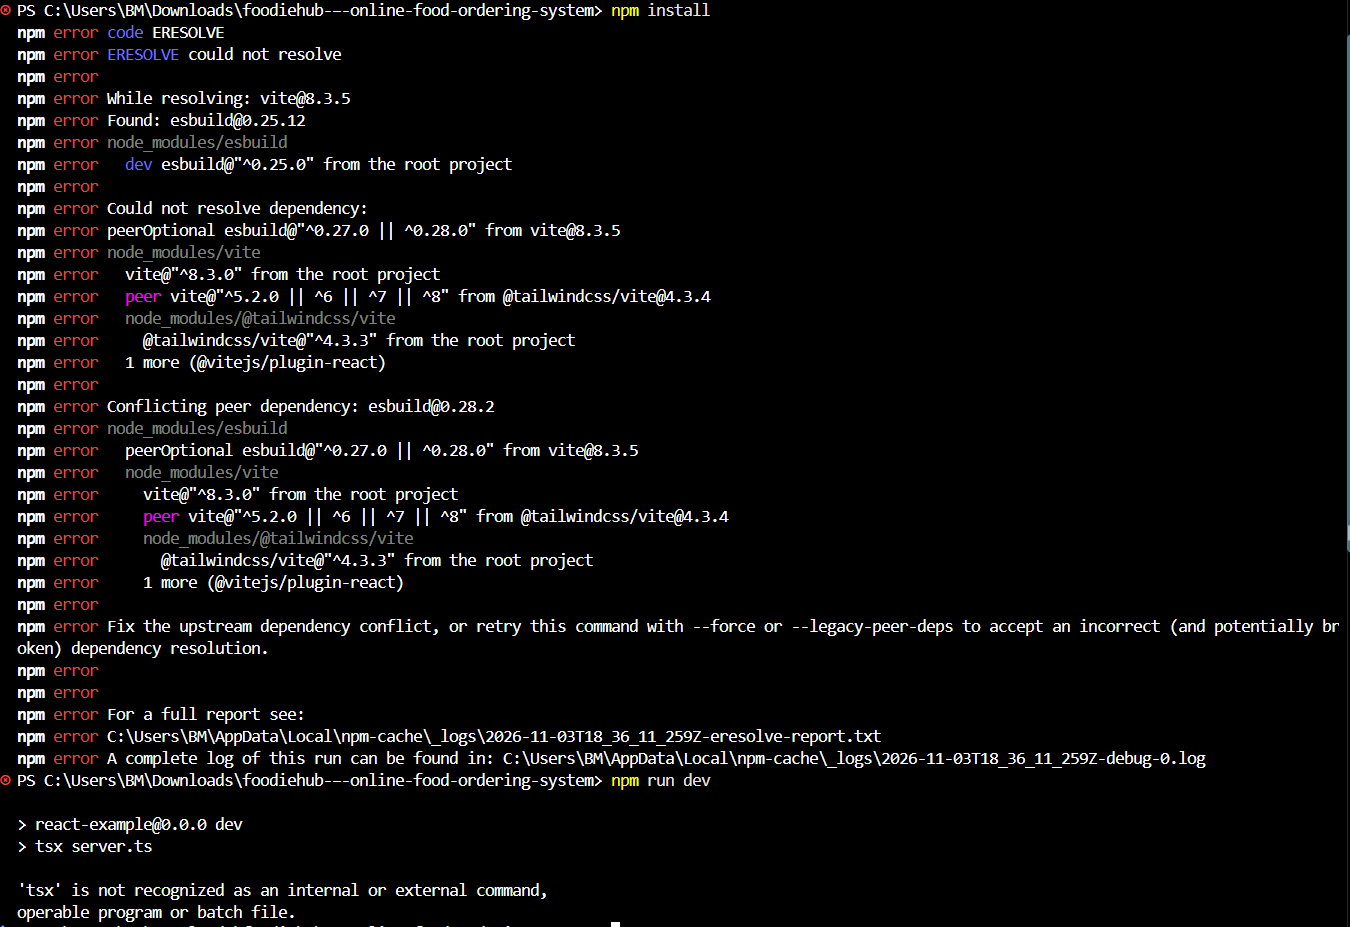 PS C:\Users\BM\Downloads\foodiehub---online-food-ordering-system> npm install
npm error code ERESOLVE
npm error ERESOLVE could not resolve
npm error
npm error While resolving: vite@8.3.5
npm error Found: esbuild@0.25.12
npm error node_modules/esbuild
npm error   dev esbuild@"^0.25.0" from the root project
npm error
npm error Could not resolve dependency:
npm error peerOptional esbuild@"^0.27.0 || ^0.28.0" from vite@8.3.5
npm error node_modules/vite
npm error   vite@"^8.3.0" from the root project
npm error   peer vite@"^5.2.0 || ^6 || ^7 || ^8" from @tailwindcss/vite@4.3.4
npm error   node_modules/@tailwindcss/vite
npm error     @tailwindcss/vite@"^4.3.3" from the root project
npm error   1 more (@vitejs/plugin-react)
npm error
npm error Conflicting peer dependency: esbuild@0.28.2
npm error node_modules/esbuild
npm error   peerOptional esbuild@"^0.27.0 || ^0.28.0" from vite@8.3.5
npm error   node_modules/vite
npm error     vite@"^8.3.0" from the root project
npm error     peer vite@"^5.2.0 || ^6 || ^7 || ^8" from @tailwindcss/vite@4.3.4
npm error     node_modules/@tailwindcss/vite
npm error       @tailwindcss/vite@"^4.3.3" from the root project
npm error     1 more (@vitejs/plugin-react)
npm error
npm error Fix the upstream dependency conflict, or retry this command with --force or --legacy-peer-deps to accept an incorrect (and potentially br
oken) dependency resolution.
npm error
npm error
npm error For a full report see:
npm error C:\Users\BM\AppData\Local\npm-cache\_logs\2026-11-03T18_36_11_259Z-eresolve-report.txt
npm error A complete log of this run can be found in: C:\Users\BM\AppData\Local\npm-cache\_logs\2026-11-03T18_36_11_259Z-debug-0.log
PS C:\Users\BM\Downloads\foodiehub---online-food-ordering-system> npm run dev
> react-example@0.0.0 dev
> tsx server.ts
'tsx' is not recognized as an internal or external command,
operable program or batch file.